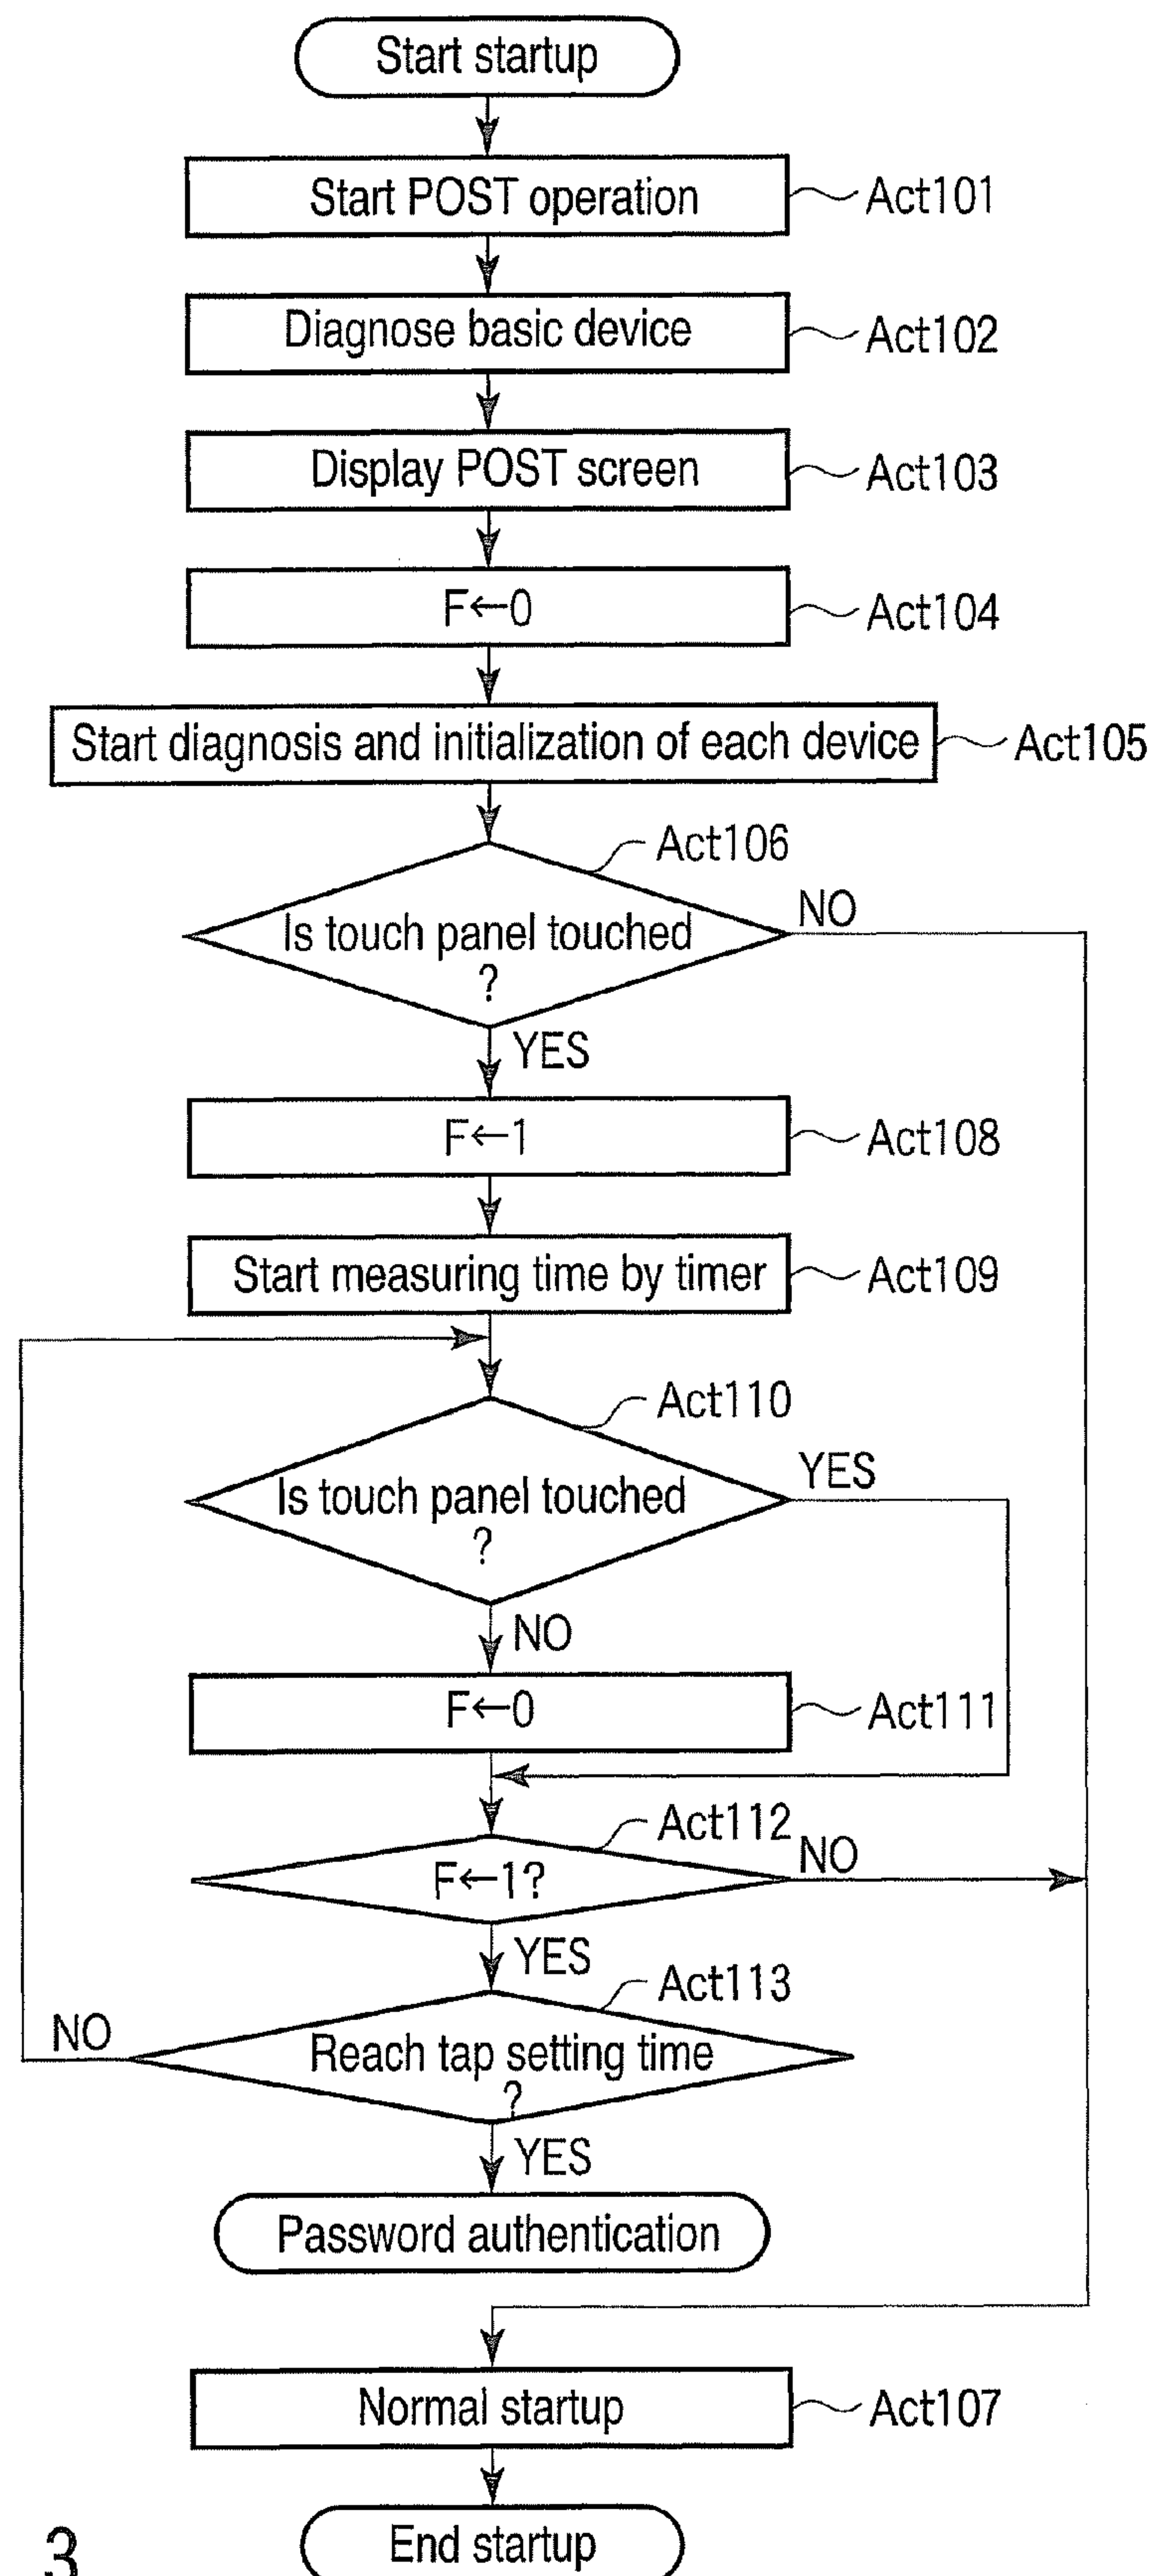 Start startup
Start POST operation
Act101
Diagnose basic device
Act102
Display POST screen
Act103
F←0
Act104
Start diagnosis and initialization of each device
Act105
Act106
Is touch panel touched
?
NO
YES
F←1
Act108
Start measuring time by timer
Act109
Act110
Is touch panel touched
?
YES
NO
F←0
Act111
Act112
F←1?
NO
YES
Act113
Reach tap setting time
?
NO
YES
Password authentication
Normal startup
Act107
End startup
3